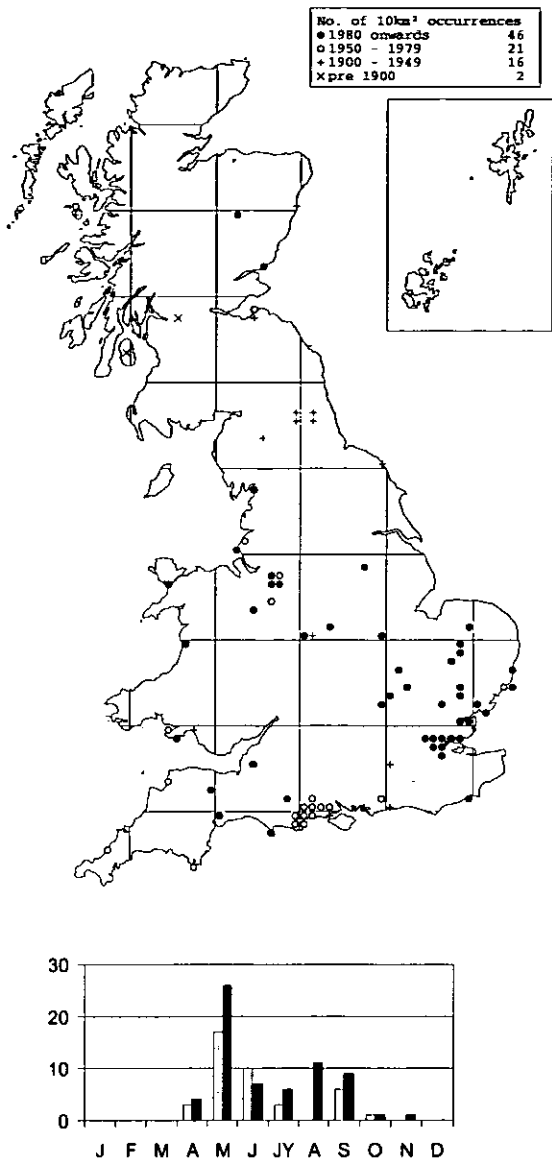 No. of 10km² occurrences
● 1980 onwards 46
○ 1950 - 1979 21
+ 1900 - 1949 16
× pre 1900 2
30
20
10
0
J F M A M J JY A S O N D